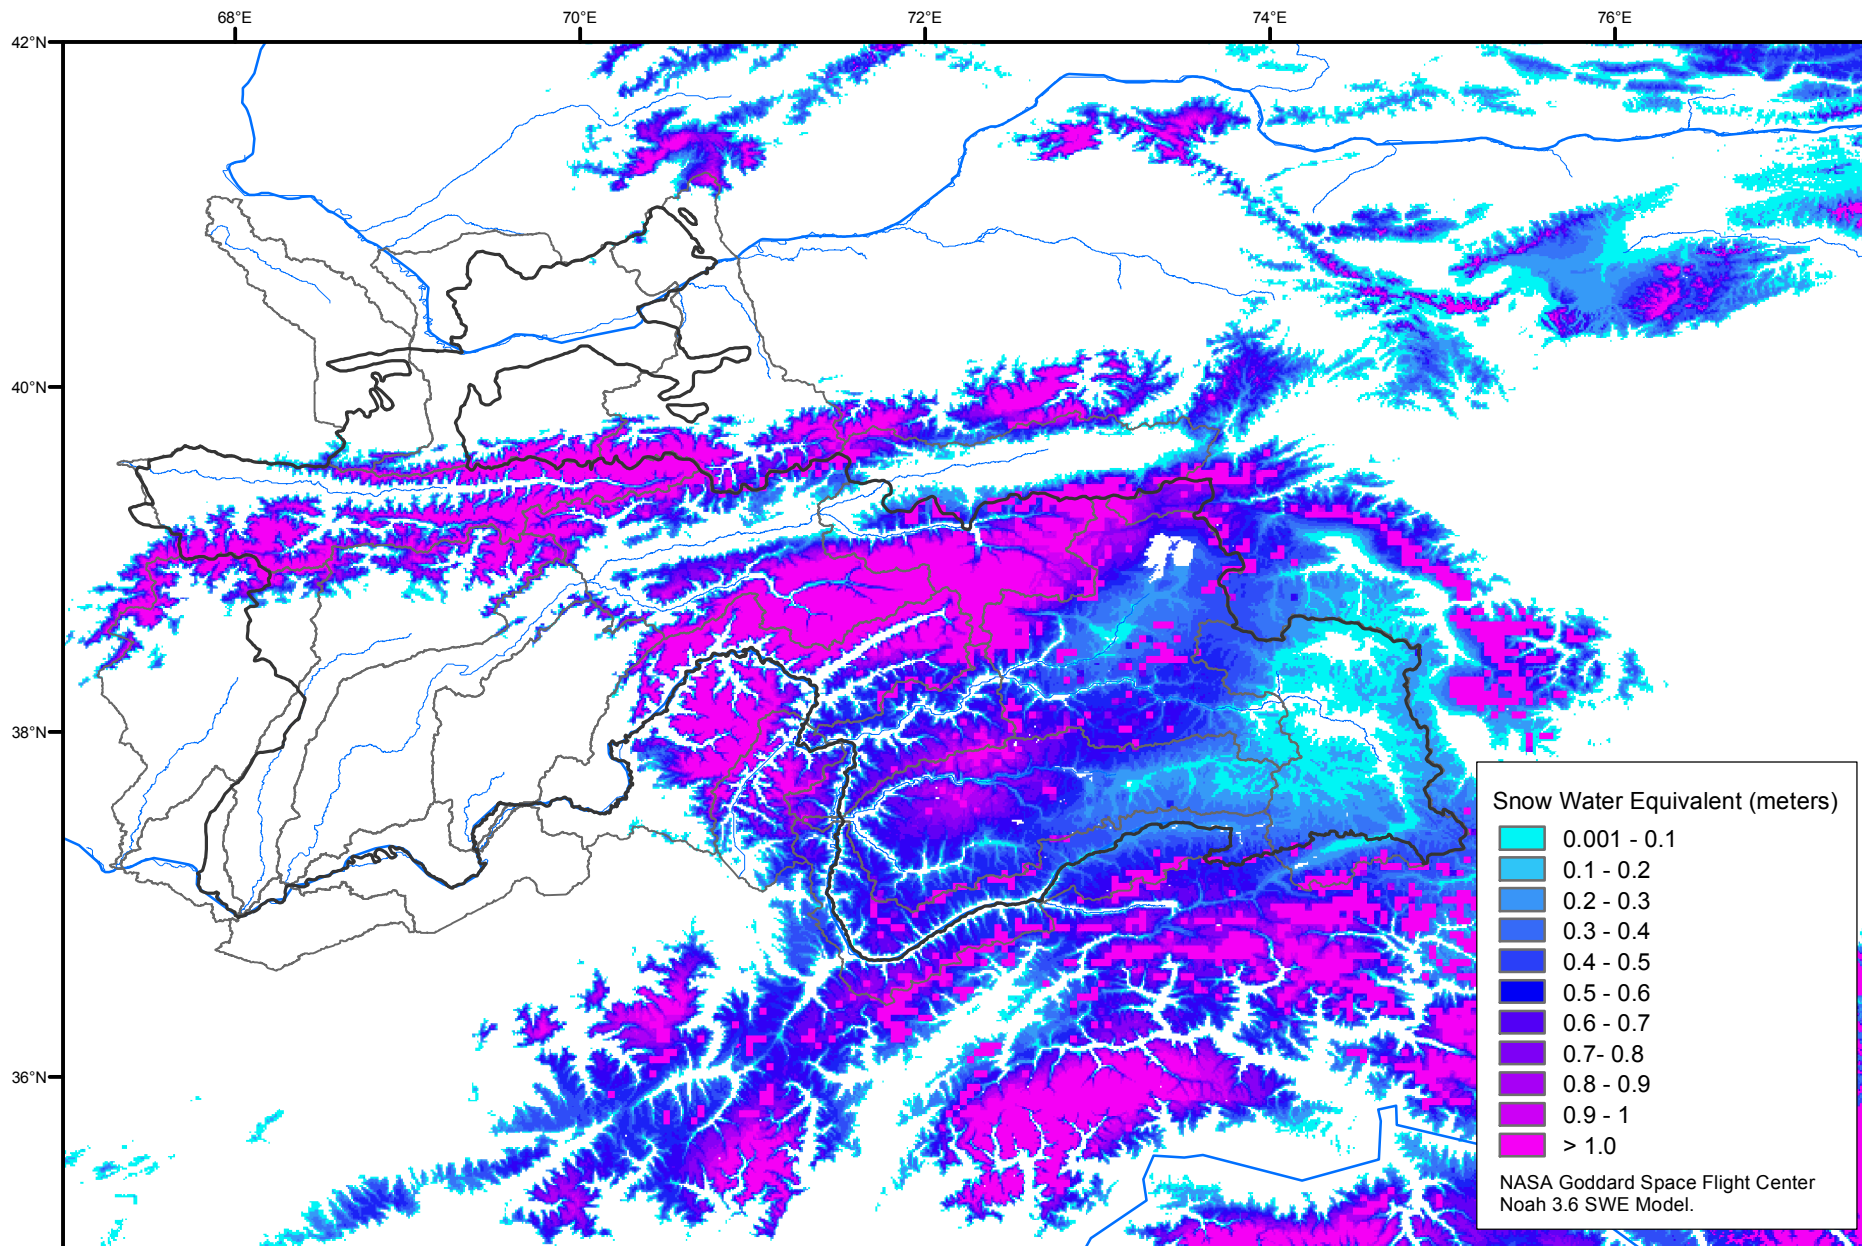 68°E
70°E
72°E
74°E
76°E
42°N
40°N
38°N
36°N
Snow Water Equivalent (meters)
0.001 - 0.1
0.1 - 0.2
0.2 - 0.3
0.3 - 0.4
0.4 - 0.5
0.5 - 0.6
0.6 - 0.7
0.7- 0.8
0.8 - 0.9
0.9 - 1
> 1.0
NASA Goddard Space Flight Center
Noah 3.6 SWE Model.